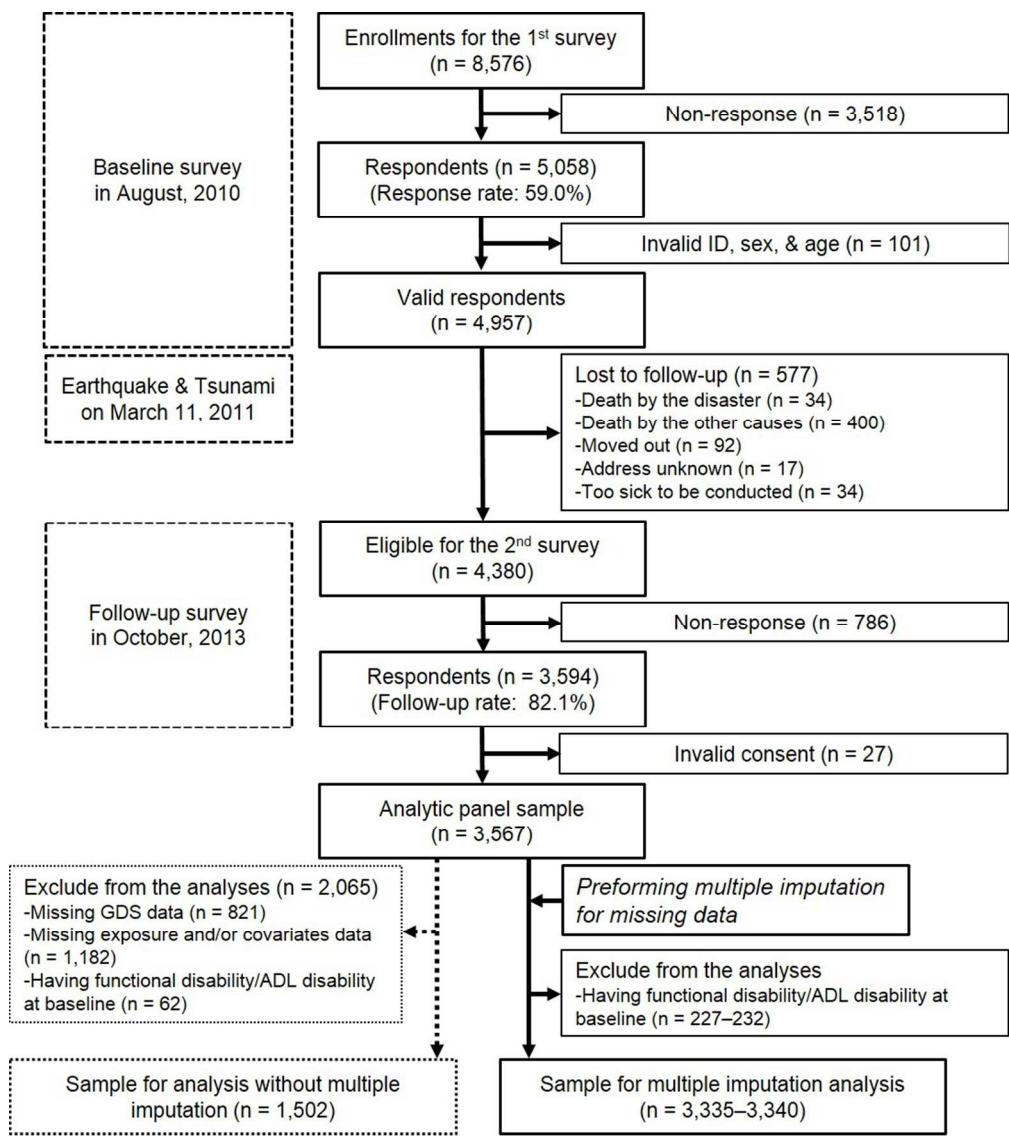 Enrollments for the 1st survey
(n = 8,576)
Non-response (n = 3,518)
Baseline survey
in August, 2010
Respondents (n = 5,058)
(Response rate: 59.0%)
Invalid ID, sex, & age (n = 101)
Valid respondents
(n = 4,957)
Earthquake & Tsunami
on March 11, 2011
Lost to follow-up (n = 577)
-Death by the disaster (n = 34)
-Death by the other causes (n = 400)
-Moved out (n = 92)
-Address unknown (n = 17)
-Too sick to be conducted (n = 34)
Eligible for the 2nd survey
(n = 4,380)
Follow-up survey
in October, 2013
Non-response (n = 786)
Respondents (n = 3,594)
(Follow-up rate: 82.1%)
Invalid consent (n = 27)
Analytic panel sample
(n = 3,567)
Exclude from the analyses (n = 2,065)
-Missing GDS data (n = 821)
-Missing exposure and/or covariates data
(n = 1,182)
-Having functional disability/ADL disability
at baseline (n = 62)
Preforming multiple imputation
for missing data
Exclude from the analyses
-Having functional disability/ADL disability at
baseline (n = 227–232)
Sample for analysis without multiple
imputation (n = 1,502)
Sample for multiple imputation analysis
(n = 3,335–3,340)